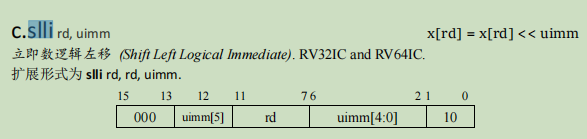 c.slli rd, uimm x[rd] = x[rd] << uimm
立即数逻辑左移 (Shift Left Logical Immediate). RV32IC and RV64IC.
扩展形式为 slli rd, rd, uimm.
15 13 12 11 7 6 2 1 0
000 uimm[5] rd uimm[4:0] 10